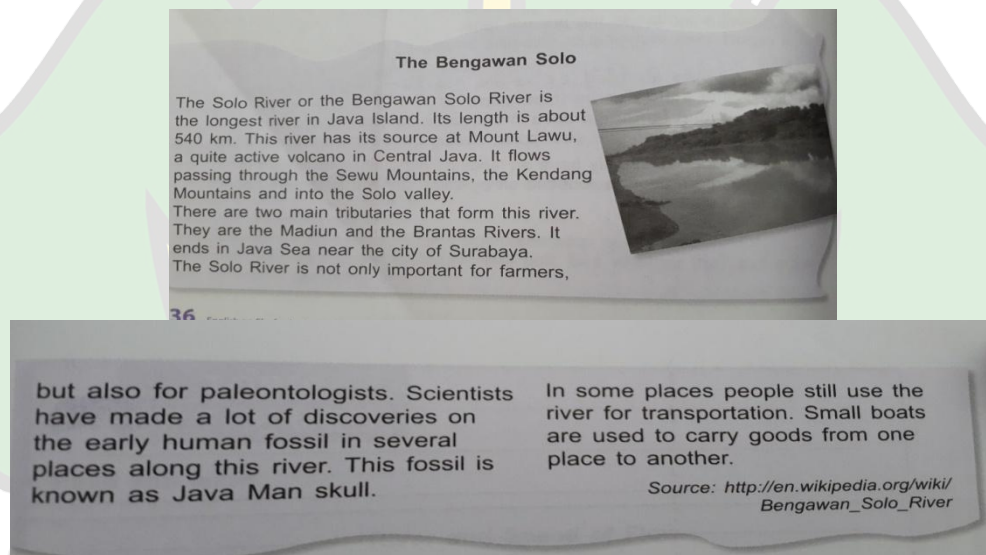 The Bengawan Solo
The Solo River or the Bengawan Solo River is
the longest river in Java Island. Its length is about
540 km. This river has its source at Mount Lawu,
a quite active volcano in Central Java. It flows
passing through the Sewu Mountains, the Kendang
Mountains and into the Solo valley.
There are two main tributaries that form this river.
They are the Madiun and the Brantas Rivers. It
ends in Java Sea near the city of Surabaya.
The Solo River is not only important for farmers,
36
but also for paleontologists. Scientists
have made a lot of discoveries on
the early human fossil in several
places along this river. This fossil is
known as Java Man skull.
In some places people still use the
river for transportation. Small boats
are used to carry goods from one
place to another.
Source: http://en.wikipedia.org/wiki/
Bengawan_Solo_River